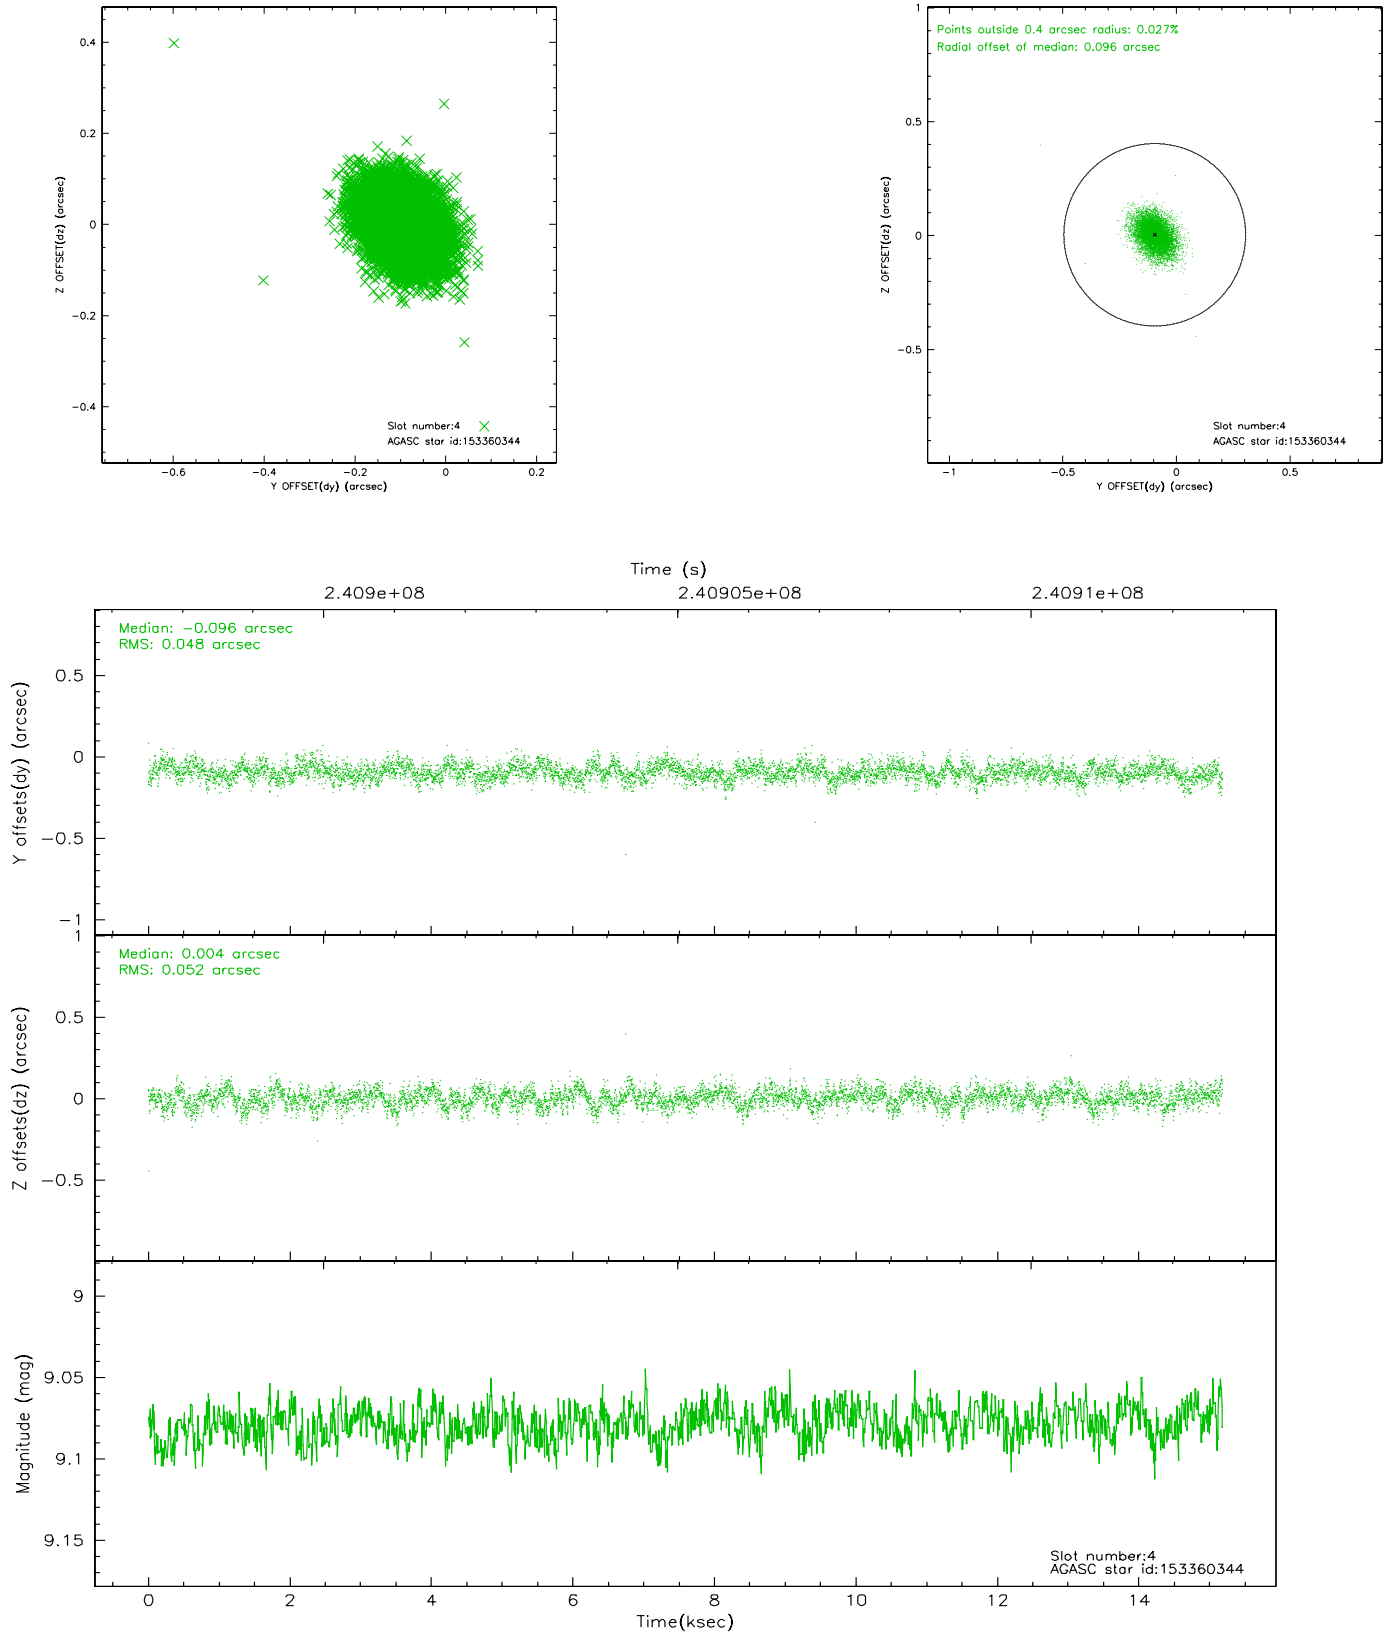 0.4
0.2
0
−0.2
−0.4
Z OFFSET(dz) (arcsec)
Slot number:4
AGASC star id:153360344
−0.6
−0.4
−0.2
0
0.2
Y OFFSET(dy) (arcsec)
Points outside 0.4 arcsec radius: 0.027%
Radial offset of median: 0.096 arcsec
1
0.5
0
−0.5
Z OFFSET(dz) (arcsec)
Slot number:4
AGASC star id:153360344
−1
−0.5
0
0.5
Y OFFSET(dy) (arcsec)
Time (s)
2.409e+08
2.40905e+08
2.4091e+08
Median: −0.096 arcsec
RMS: 0.048 arcsec
0.5
0
−0.5
−1
Y offsets(dy) (arcsec)
Median: 0.004 arcsec
RMS: 0.052 arcsec
1
0.5
0
−0.5
Z offsets(dz) (arcsec)
9
9.05
9.1
9.15
Magnitude (mag)
Slot number:4
AGASC star id:153360344
0
2
4
6
8
10
12
14
Time(ksec)